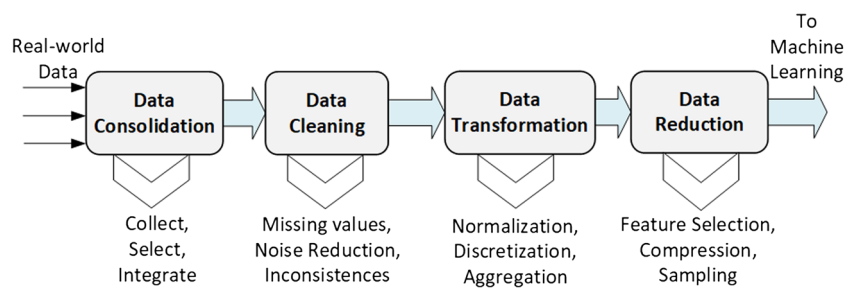 Real-world
Data
To
Machine
Learning
Data
Consolidation
Data
Cleaning
Data
Transformation
Data
Reduction
Collect,
Select,
Integrate
Missing values,
Noise Reduction,
Inconsistences
Normalization,
Discretization,
Aggregation
Feature Selection,
Compression,
Sampling